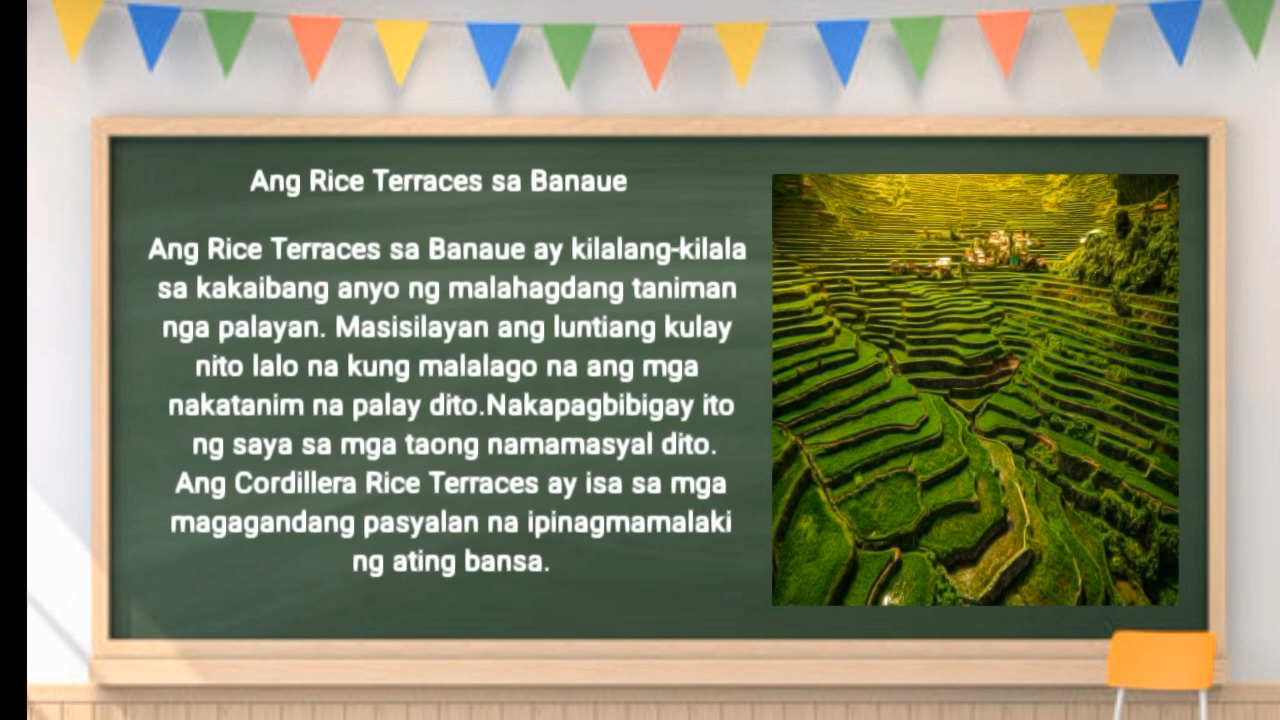 Ang Rice Terraces sa Banaue
Ang Rice Terraces sa Banaue ay kilalang-kilala
sa kakaibang anyo ng malahagdang taniman
nga palayan. Masisilayan ang luntiang kulay
nito lalo na kung malalago na ang mga
nakatanim na palay dito.Nakapagbibigay ito
ng saya sa mga taong namamasyal dito.
Ang Cordillera Rice Terraces ay isa sa mga
magagandang pasyalan na ipinagmamalaki
ng ating bansa.